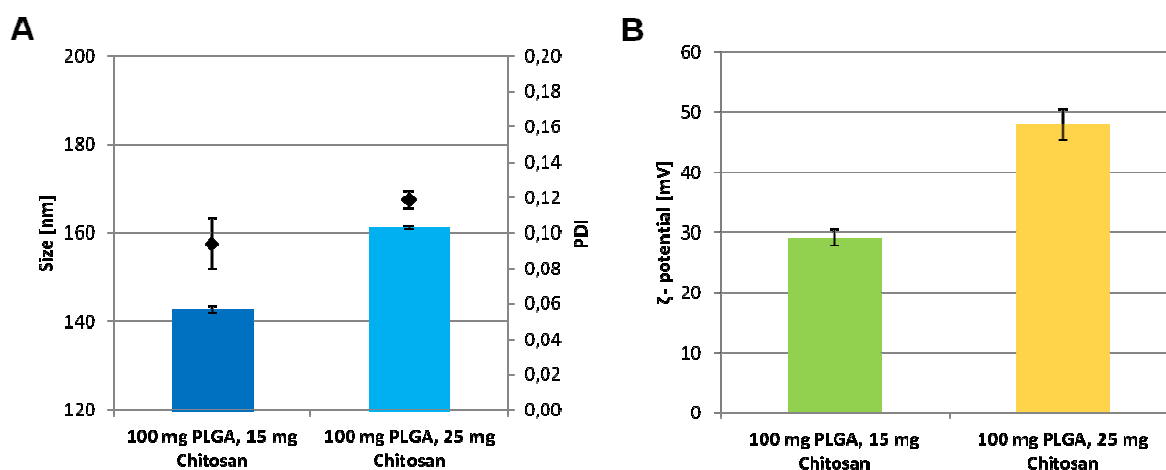 A
200
180
160
140
120
Size [nm]
0,20
0,18
0,16
0,14
0,12
0,10
0,08
0,06
0,04
0,02
0,00
PDI
100 mg PLGA, 15 mg
Chitosan
100 mg PLGA, 25 mg
Chitosan
B
60
50
40
30
20
10
0
ζ - potential [mV]
100 mg PLGA, 15 mg
Chitosan
100 mg PLGA, 25 mg
Chitosan